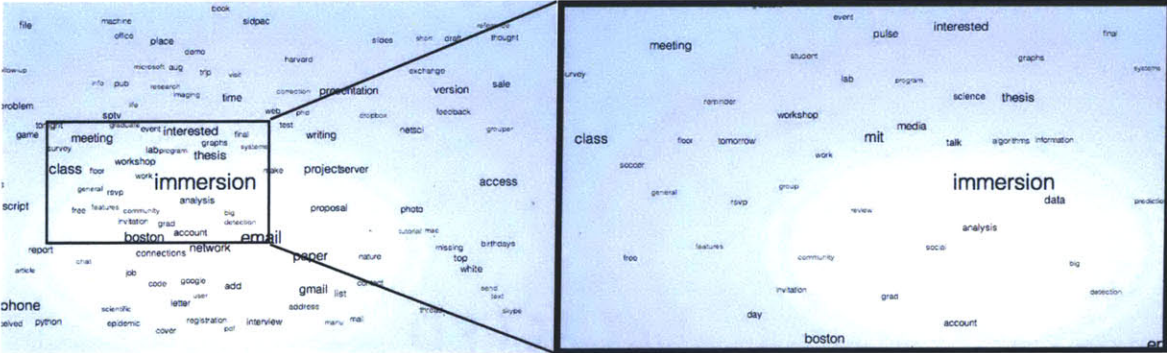 book
file machine sidpac reference
office place slides short draft thought
demo
harvard
microsoft aug trip visit exchange
info pub research correction presentation version sale
imaging time
life
problem web phd dropbox feedback
sptv
tonight graduate event interested final test writing netsci grouper
game meeting graphs
survey lab program thesis systems
workshop
class floor work make projectserver
immersion access
general rsvp
analysis
script free features community big proposal photo
invitation grad detection
account tutorial mac
boston email
report connections network missing birthdays
chat paper nature top
article white
job
code google add contact send
user gmail list text
phone letter
scientific address thread skype
python epidemic registration interview menu mail
cover pdf
event interested
pulse final
meeting
student graphs
survey systems
lab program
reminder science thesis
workshop
media
class floor tomorrow mit talk algorithms information
work
soccer
group immersion
general
rsvp data prediction
review
analysis
features social
free community big
invitation grad detection
day account
boston